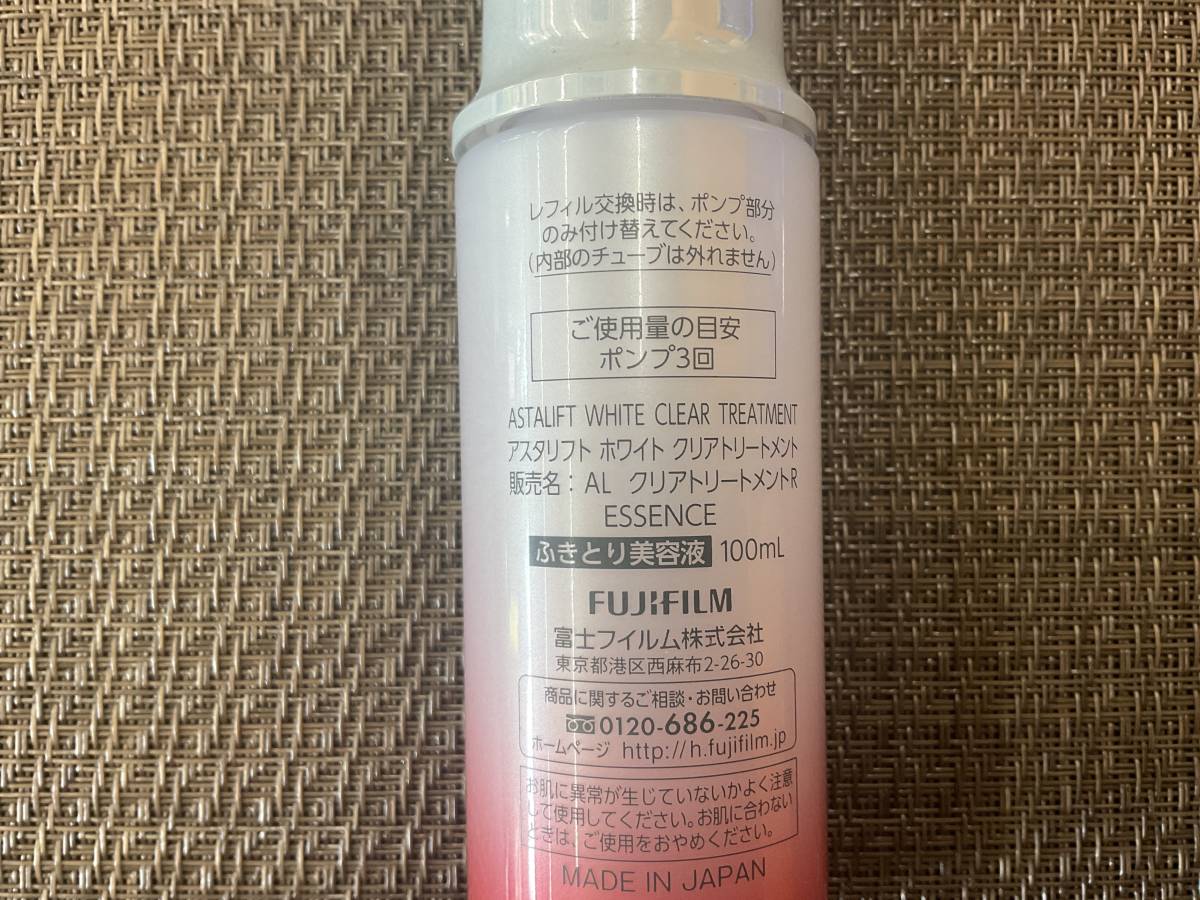 レフィル交換時は、ポンプ部分
のみ付け替えてください。
(内部のチューブは外れません)
ご使用量の目安
ポンプ3回
ASTALIFT WHITE CLEAR TREATMENT
アスタリフト ホワイト クリアトリートメント
販売名：AL クリアトリートメントR
ESSENCE
ふきとり美容液 100mL
FUJIFILM
富士フイルム株式会社
東京都港区西麻布2-26-30
商品に関するご相談・お問い合わせ
0120-686-225
ホームページ http://h.fujifilm.jp
お肌に異常が生じていないかよく注意
して使用してください。お肌に合わない
ときは、ご使用をおやめください。
MADE IN JAPAN